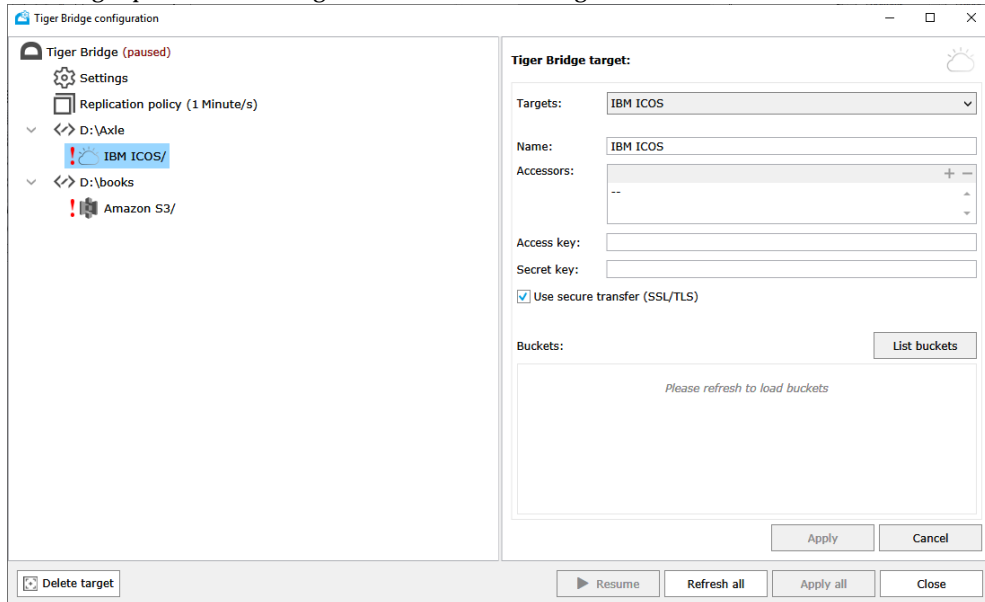 Tiger Bridge configuration
Tiger Bridge (paused)
Settings
Replication policy (1 Minute/s)
D:\Axle
IBM ICOS/
D:\books
Amazon S3/
Tiger Bridge target:
Targets: IBM ICOS
Name: IBM ICOS
Accessors:
--
Access key:
Secret key:
Use secure transfer (SSL/TLS)
Buckets: List buckets
Please refresh to load buckets
Apply Cancel
Delete target Resume Refresh all Apply all Close